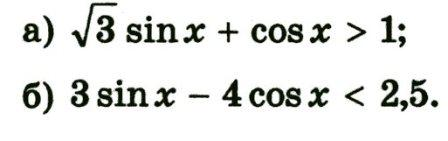 а) √3 sin x + cos x > 1;
б) 3 sin x − 4 cos x < 2,5.